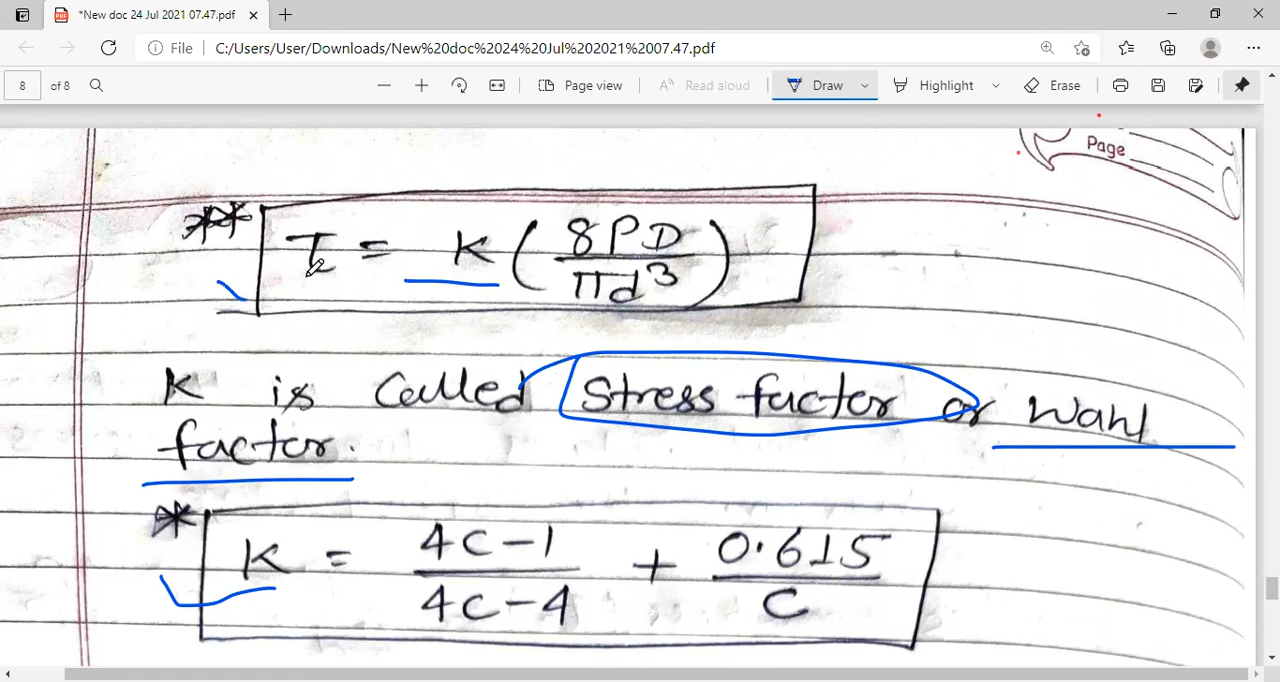 *New doc 24 Jul 2021 07.47.pdf
File | C:/Users/User/Downloads/New%20doc%2024%20Jul%202021%2007.47.pdf
8 of 8 Page view Read aloud Draw Highlight Erase
Page
** τ = K ( 8PD / πd³ )
K is Called Stress factor or Wahl
factor.
* K = 4C-1 / 4C-4 + 0.615 / C